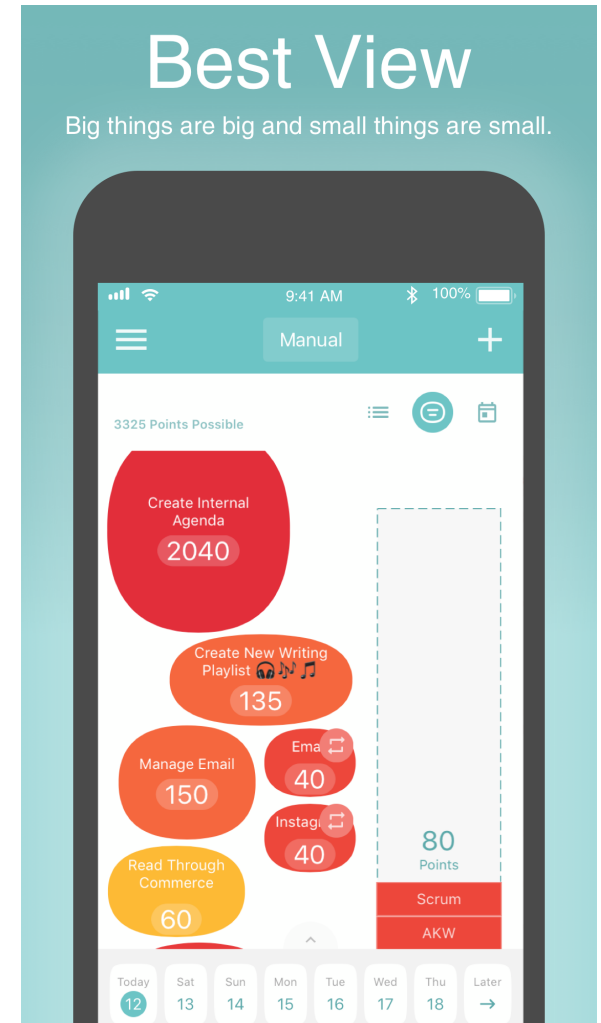 Best View
Big things are big and small things are small.
9:41 AM
100%
Manual
3325 Points Possible
Create Internal
Agenda
2040
Create New Writing
Playlist 🎧🎶🎵
135
Manage Email
150
Ema
40
Instag
40
Read Through
Commerce
60
80
Points
Scrum
AKW
Today Sat Sun Mon Tue Wed Thu Later
12 13 14 15 16 17 18 →